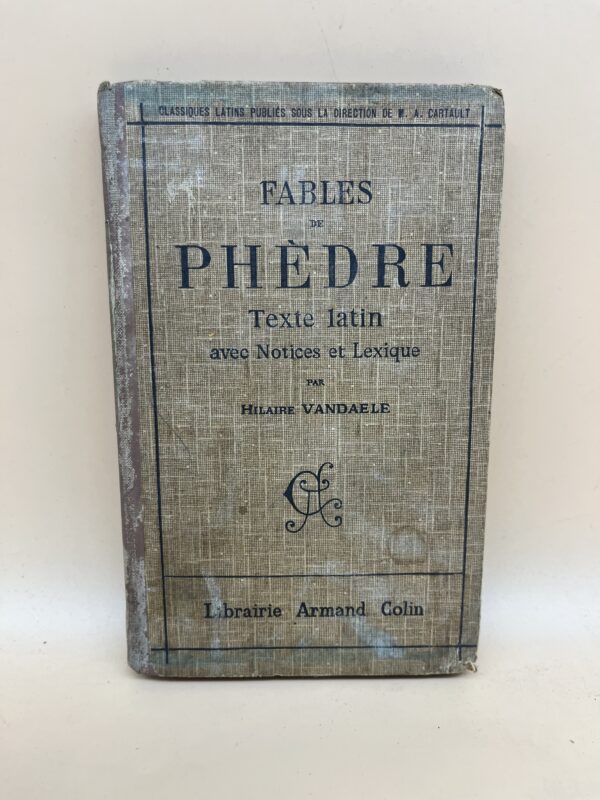 CLASSIQUES LATINS PUBLIÉS SOUS LA DIRECTION DE M. A. CARTAULT
FABLES
DE
PHÈDRE
Texte latin
avec Notices et Lexique
PAR
HILAIRE VANDAELE
Librairie Armand Colin